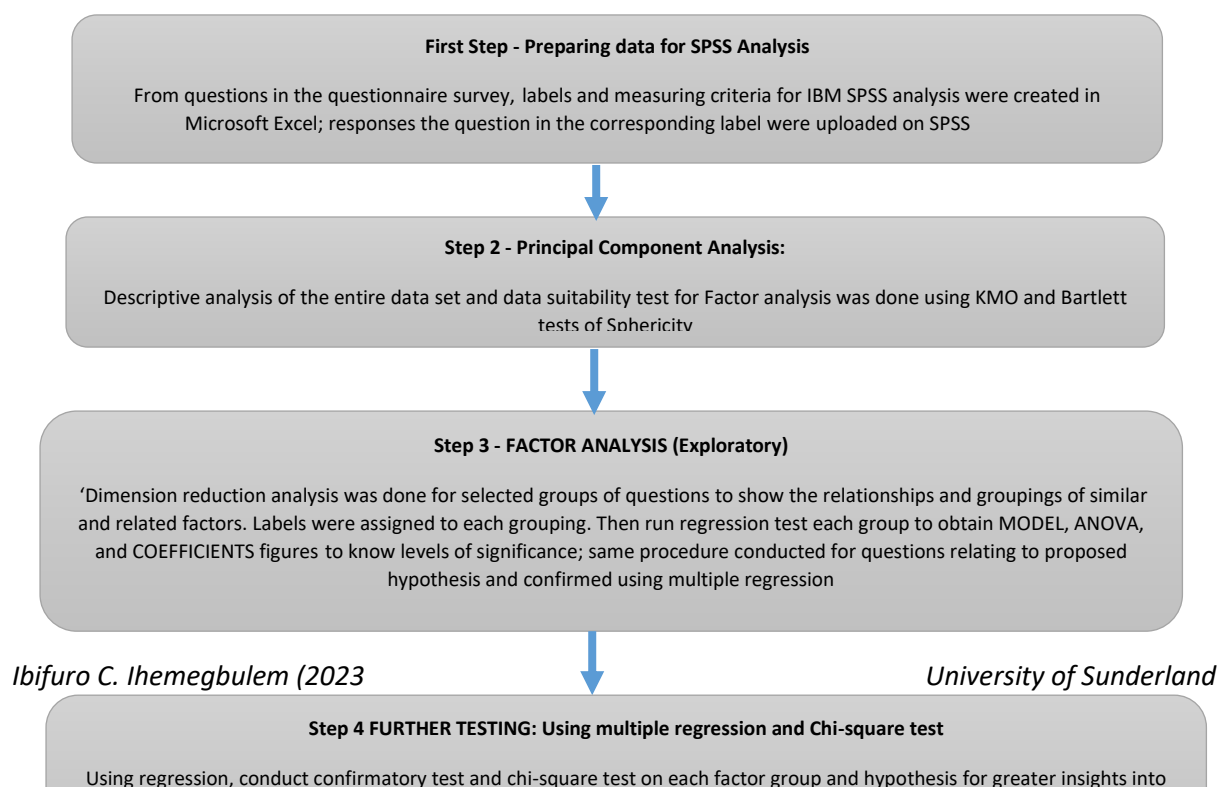 First Step - Preparing data for SPSS Analysis
From questions in the questionnaire survey, labels and measuring criteria for IBM SPSS analysis were created in
Microsoft Excel; responses the question in the corresponding label were uploaded on SPSS
Step 2 - Principal Component Analysis:
Descriptive analysis of the entire data set and data suitability test for Factor analysis was done using KMO and Bartlett
tests of Sphericity
Step 3 - FACTOR ANALYSIS (Exploratory)
‘Dimension reduction analysis was done for selected groups of questions to show the relationships and groupings of similar
and related factors. Labels were assigned to each grouping. Then run regression test each group to obtain MODEL, ANOVA,
and COEFFICIENTS figures to know levels of significance; same procedure conducted for questions relating to proposed
hypothesis and confirmed using multiple regression
Ibifuro C. Ihemegbulem (2023 University of Sunderland
Step 4 FURTHER TESTING: Using multiple regression and Chi-square test
Using regression, conduct confirmatory test and chi-square test on each factor group and hypothesis for greater insights into